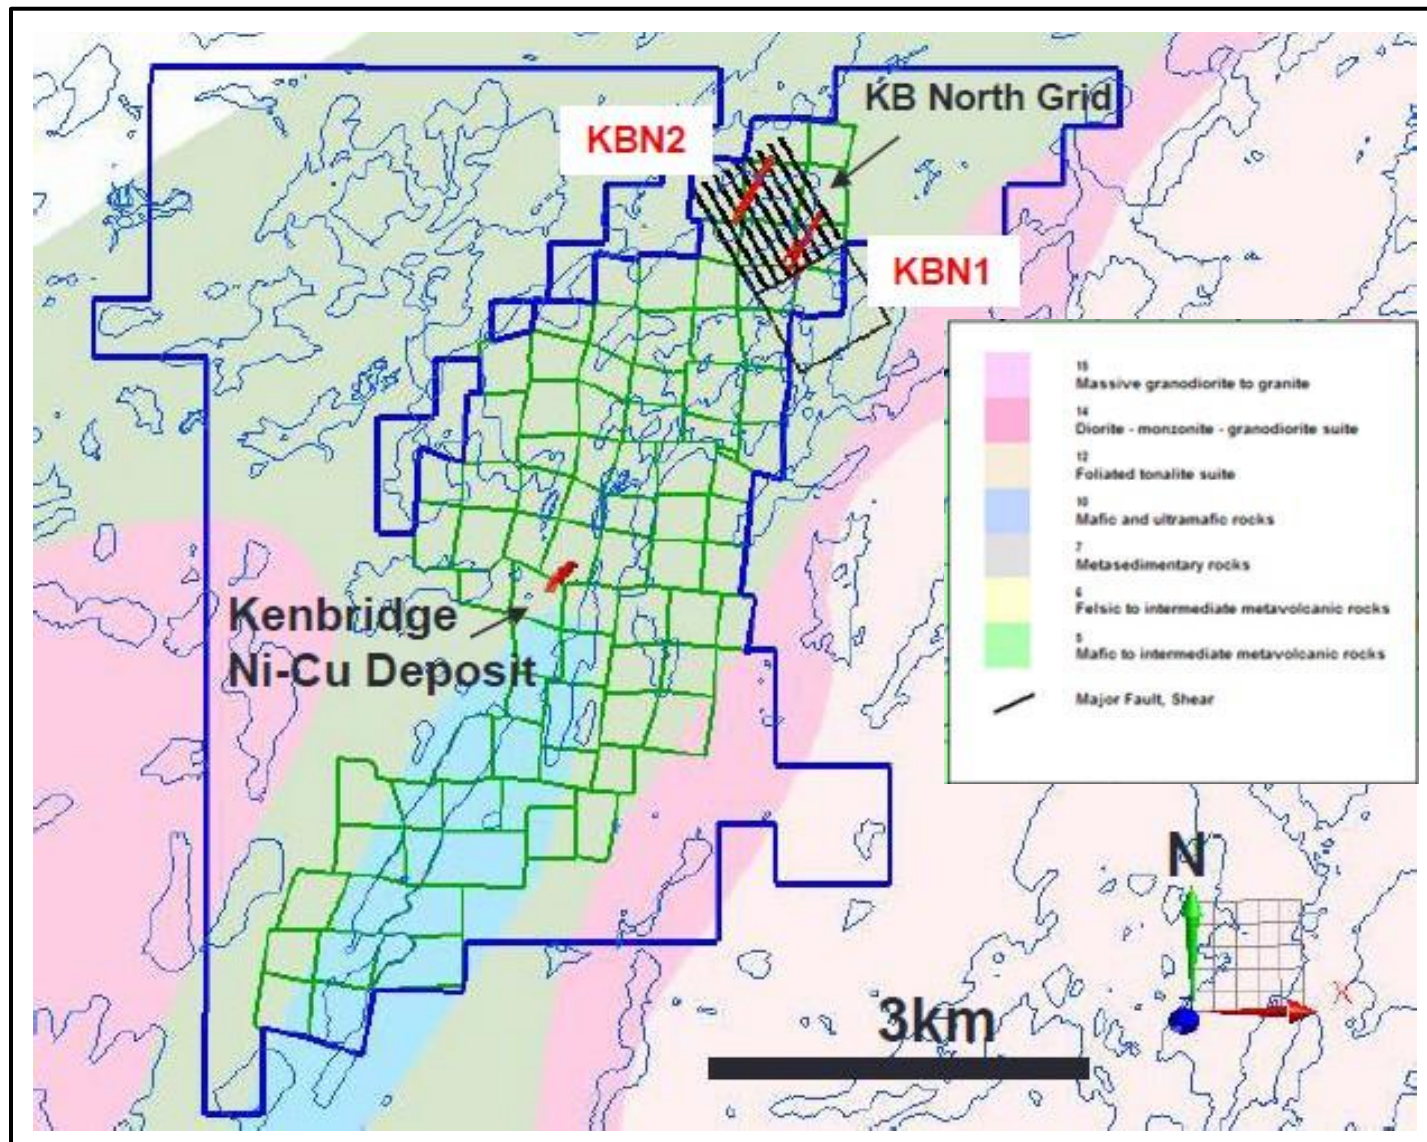 KB North Grid
KBN2
KBN1
15
Massive granodiorite to granite
14
Diorite - monzonite - granodiorite suite
12
Foliated tonalite suite
10
Mafic and ultramafic rocks
7
Metasedimentary rocks
6
Felsic to intermediate metavolcanic rocks
5
Mafic to intermediate metavolcanic rocks
Major Fault, Shear
Kenbridge
Ni-Cu Deposit
N
X
3km